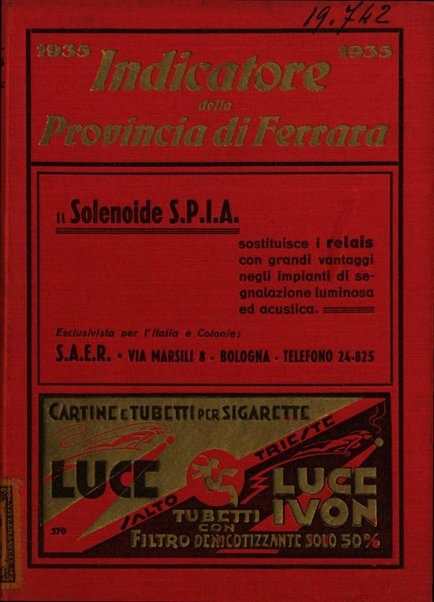 19.742
1935 1935
Indicatore
della
Provincia di Ferrara
Il Solenoide S.P.I.A.
sostituisce i relais
con grandi vantaggi
negli impianti di se-
gnalazione luminosa
ed acustica.
Esclusivista per l'Italia e Colonie:
S.A.E.R. - VIA MARSILI 8 - BOLOGNA - TELEFONO 24-825
CARTINE E TUBETTI PER SIGARETTE
LUCE
SALTO
TRIESTE
LUCE
IVON
TUBETTI
CON
FILTRO DENICOTIZZANTE SOLO 50%
370